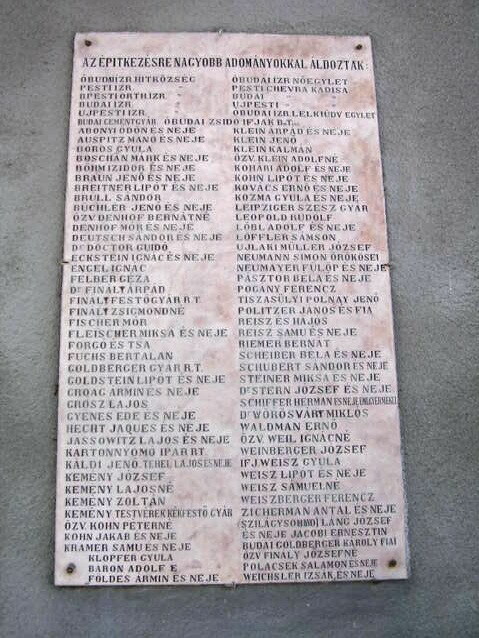 AZ ÉPITKEZÉSRE NAGYOBB ADOMÁNYOKKAL ÁLDOZTAK:
ÓBUDMIZR.HITKÖZSÉG
PESTI IZR.
BPESTI ORTH.IZR. "
BUDAI IZR. "
UJPESTI IZR. "
BUDAI CEMENTGYÁR. ÓBUDAI ZSIDÓ IFJAK B.T.
ABONYI ÖDÖN ÉS NEJE
AUSPITZ MANÓ ÉS NEJE
BOROS GYULA
BOSCHÁN MÁRK ÉS NEJE
BÖHM IZIDOR ÉS NEJE
BRAUN JENŐ ÉS NEJE
BREITNER LIPÓT ÉS NEJE
BRÜLL SÁNDOR
BÜCHLER JENŐ ÉS NEJE
ÖZV. DENHOF BERNÁTNÉ
DENHOF MÓR ÉS NEJE
DEUTSCH SÁNDOR ÉS NEJE
DR DOCTOR GUIDÓ
ECKSTEIN IGNÁC ÉS NEJE
ENGEL IGNÁC
FELBER GÉZA
DR FINÁLY ÁRPÁD
FINÁLY FESTŐGYÁR R.T.
FINÁLY ZSIGMONDNÉ
FISCHER MÓR
FLEISCHER MIKSA ÉS NEJE
FORGÓ ÉS TSA
FUCHS BERTALAN
GOLDBERGER GYÁR R.T.
GOLDSTEIN LIPÓT ÉS NEJE
GROÁG ÁRMIN ÉS NEJE
GROSZ LAJOS
GYENES EDE ÉS NEJE
HECHT JAQUES ÉS NEJE
JASSOWITZ LAJOS ÉS NEJE
KARTONNYOMÓ IPAR R.T.
KÁLDI JENŐ. TEHEL LAJOS ÉS NEJE
KEMÉNY JÓZSEF
KEMÉNY LAJOSNÉ
KEMÉNY ZOLTÁN
KEMÉNY TESTVÉREK KÉKFESTŐ GYÁR
ÖZV. KOHN PÉTERNÉ
KOHN JAKAB ÉS NEJE
KRAMER SAMU ÉS NEJE
KLOPFER GYULA
BARON ADOLF É
FÖLDES ÁRMIN ÉS NEJE
ÓBUDAI IZR. NŐEGYLET
PESTI CHEVRA KADISA
BUDAI " "
UJPESTI " "
ÓBUDAI IZR. LELKIÜDV EGYLET
KLEIN ÁRPÁD ÉS NEJE
KLEIN JENŐ
KLEIN KÁLMÁN
ÖZV. KLEIN ADOLFNÉ
KOHÁRI ADOLF ÉS NEJE
KOHN LIPÓT ÉS NEJE
KOVÁCS ERNŐ ÉS NEJE
KOZMA GYULA ÉS NEJE
LEIPZIGER SZESZ GYÁR
LEOPOLD RUDOLF
LÖBL ADOLF ÉS NEJE
LÖFFLER SAMSON
UJLAKI MÜLLER JÓZSEF
NEUMANN SIMON ÖRÖKÖSEI
NEUMAYER FÜLÖP ÉS NEJE
PÁSZTOR BÉLA ÉS NEJE
POGÁNY FERENCZ
TISZASÜLYI POLNAY JENŐ
POLITZER JÁNOS ÉS FIA
REISZ ÉS HAJÓS
REISZ SAMU ÉS NEJE
RIEMER BERNÁT
SCHEIBER BÉLA ÉS NEJE
SCHUBERT SÁNDOR ÉS NEJE
STEINER MIKSA ÉS NEJE
DR STERN JÓZSEF ÉS NEJE
SCHIFFER HERMAN ÉS NEJE, ÉS GYERMEKEI
DR VÖRÖSVÁRY MIKLÓS
WALDMAN ERNŐ
ÖZV. WEIL IGNÁCNÉ
WEINBERGER JÓZSEF
IFJ. WEISZ GYULA
WEISZ LIPÓT ÉS NEJE
WEISZ SÁMUELNÉ
WEISZBERGER FERENCZ
ZICHERMAN ANTAL ÉS NEJE
(SZILÁGYSOMLYÓ) LÁNG JÓZSEF
ÉS NEJE JACOBI ERNESZTIN
BUDAI GOLDBERGER KÁROLY FIAI
ÖZV FINÁLY JÓZSEFNÉ
POLACSEK SALAMON ÉS NEJE
WEICHSLER IZSÁK, ÉS NEJE